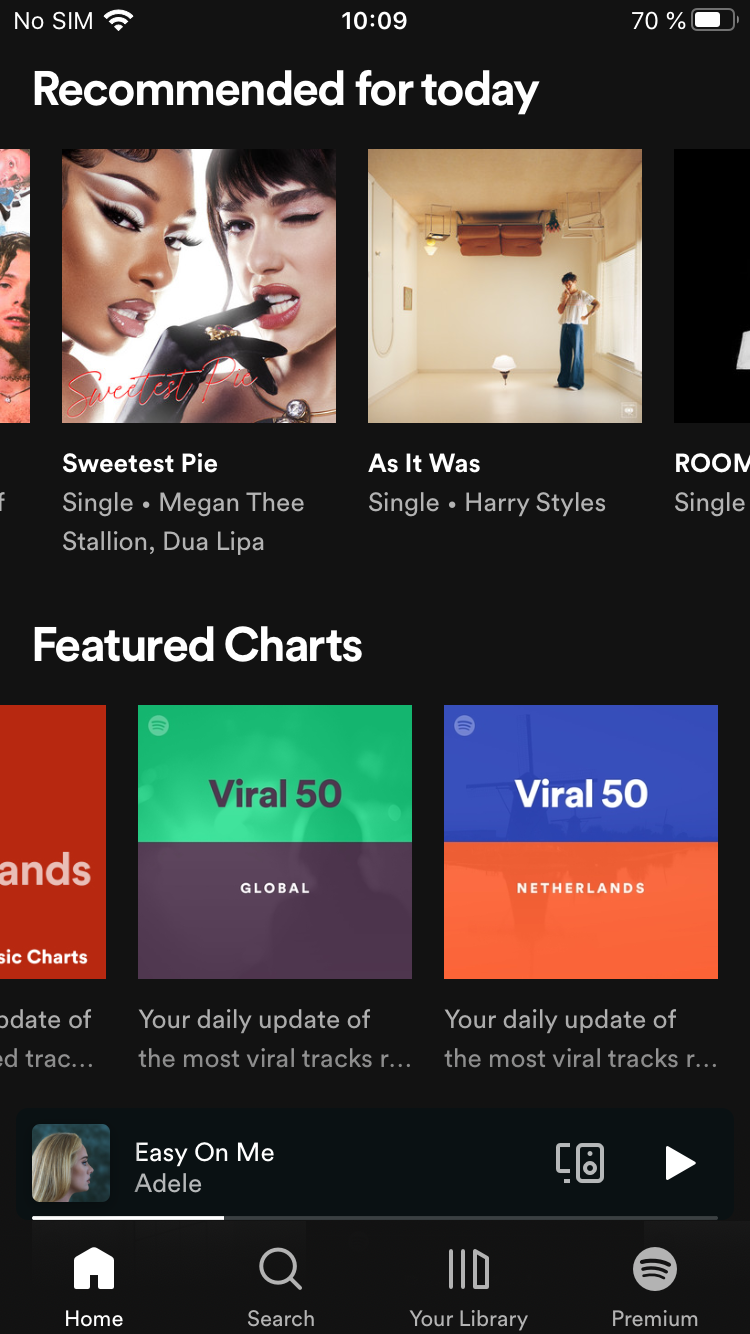 No SIM 10:09 70 %
Recommended for today
Sweetest Pie
Sweetest Pie As It Was ROOM
f Single • Megan Thee Single • Harry Styles Single
Stallion, Dua Lipa
Featured Charts
Viral 50 Viral 50
ands
GLOBAL NETHERLANDS
sic Charts
pdate of Your daily update of Your daily update of
ed trac... the most viral tracks r... the most viral tracks r...
Easy On Me
Adele
Home Search Your Library Premium